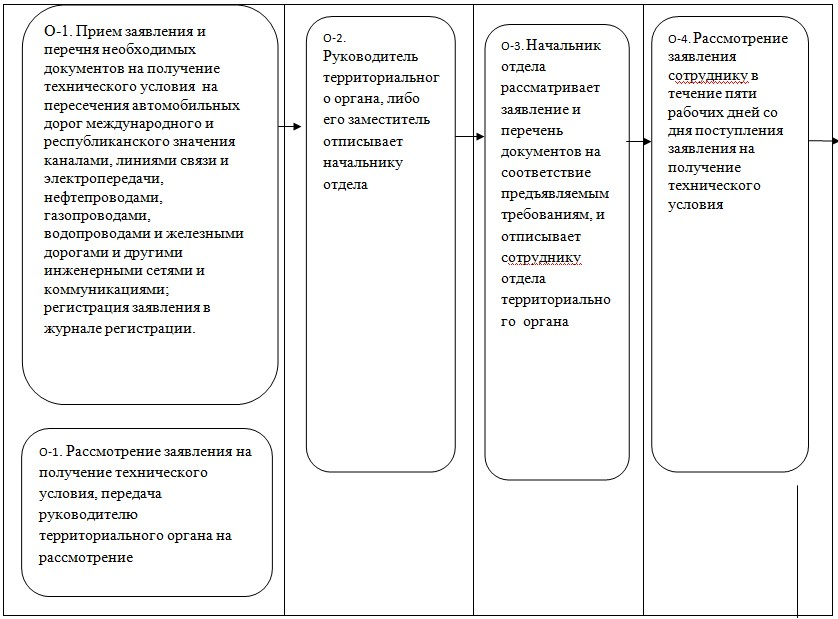 О-1. Прием заявления и
перечня необходимых
документов на получение
технического условия на
пересечения автомобильных
дорог международного и
республиканского значения
каналами, линиями связи и
электропередачи,
нефтепроводами,
газопроводами,
водопроводами и железными
дорогами и другими
инженерными сетями и
коммуникациями;
регистрация заявления в
журнале регистрации.
О-1. Рассмотрение заявления на
получение технического
условия, передача
руководителю
территориального органа на
рассмотрение
О-2.
Руководитель
территориальног
о органа, либо
его заместитель
отписывает
начальнику
отдела
О-3. Начальник
отдела
рассматривает
заявление и
перечень
документов на
соответствие
предъявляемым
требованиям, и
отписывает
сотруднику
отдела
территориально
го органа
О-4. Рассмотрение
заявления
сотруднику в
течение пяти
рабочих дней со
дня поступления
заявления на
получение
технического
условия